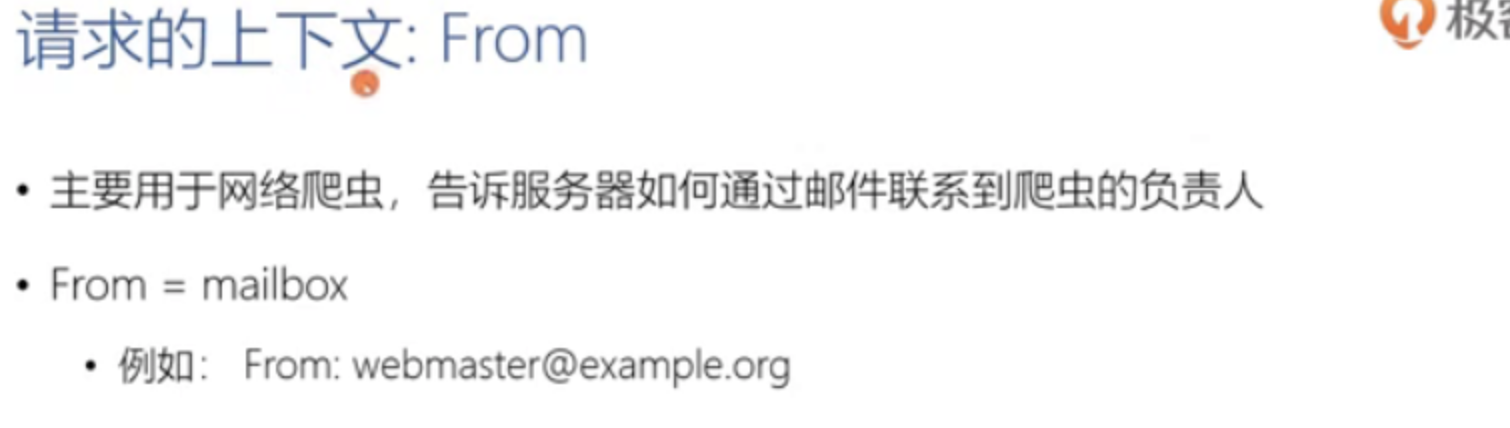 请求的上下文: From
极客
• 主要用于网络爬虫，告诉服务器如何通过邮件联系到爬虫的负责人
• From = mailbox
• 例如： From: webmaster@example.org